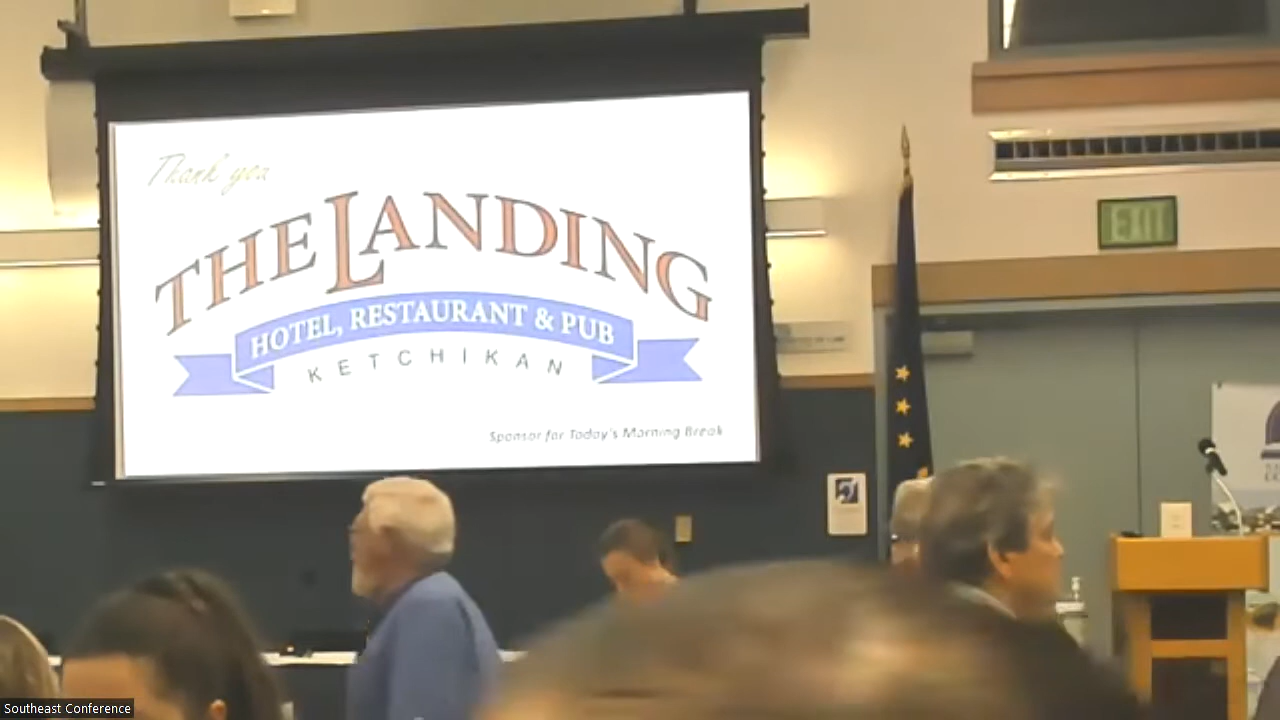 Thank you
THE LANDING
HOTEL, RESTAURANT & PUB
KETCHIKAN
Sponsor for Today's Morning Break
EXIT
Southeast Conference